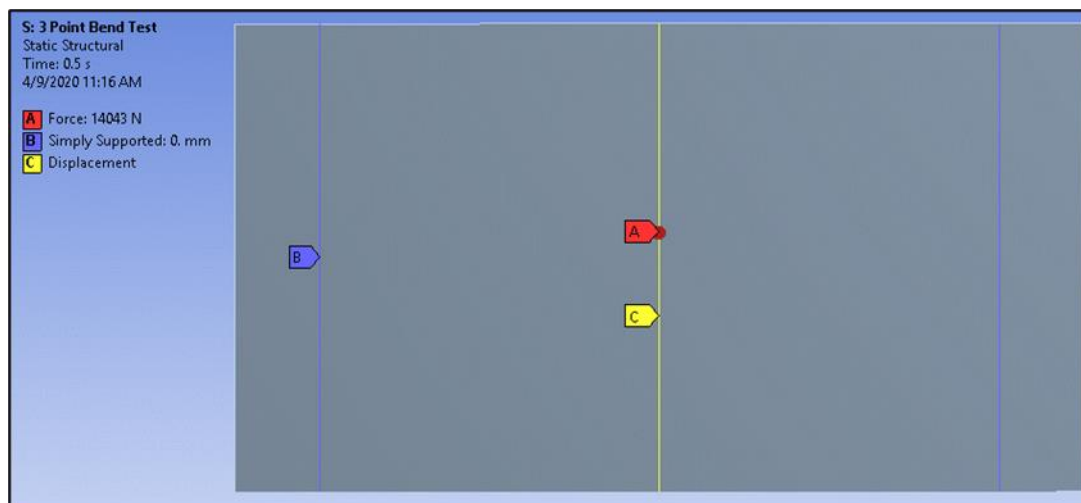 S: 3 Point Bend Test
Static Structural
Time: 0.5 s
4/9/2020 11:16 AM
A Force: 14043 N
B Simply Supported: 0. mm
C Displacement
A
B
C